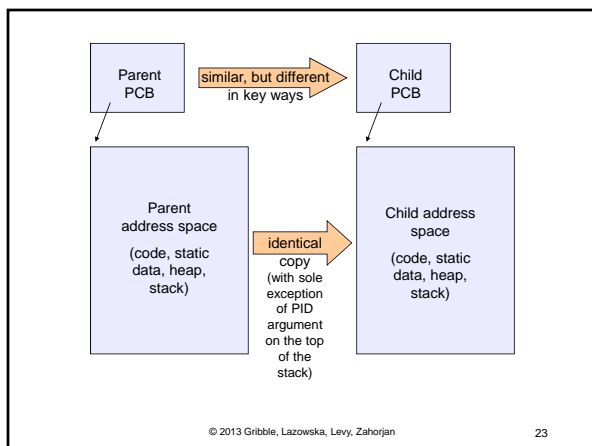 Parent
PCB
similar, but different
in key ways
Child
PCB
Parent
address space
(code, static
data, heap,
stack)
identical
copy
(with sole
exception
of PID
argument
on the top
of the
stack)
Child address
space
(code, static
data, heap,
stack)
© 2013 Gribble, Lazowska, Levy, Zahorjan
23